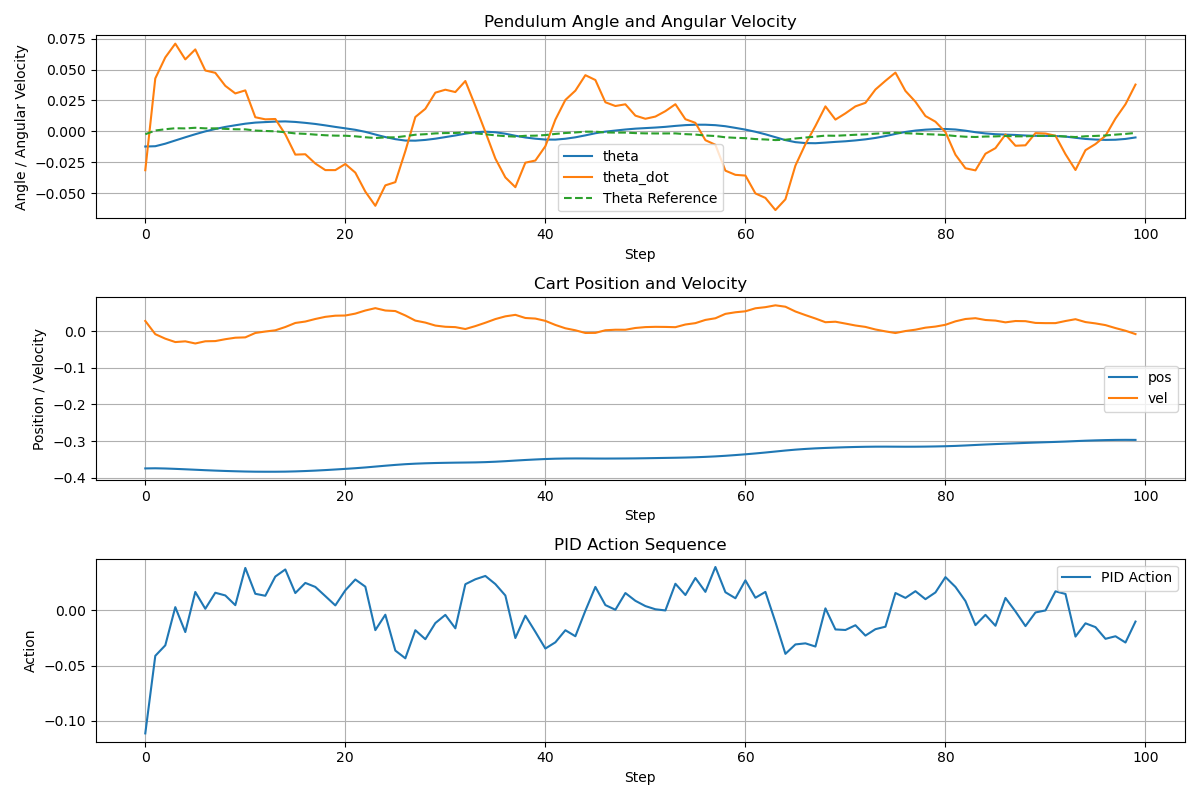 Pendulum Angle and Angular Velocity
Angle / Angular Velocity
0.075
0.050
0.025
0.000
−0.025
−0.050
theta
theta_dot
Theta Reference
0 20 40 60 80 100
Step
Cart Position and Velocity
Position / Velocity
0.0
−0.1
−0.2
−0.3
−0.4
pos
vel
0 20 40 60 80 100
Step
PID Action Sequence
Action
0.00
−0.05
−0.10
PID Action
0 20 40 60 80 100
Step